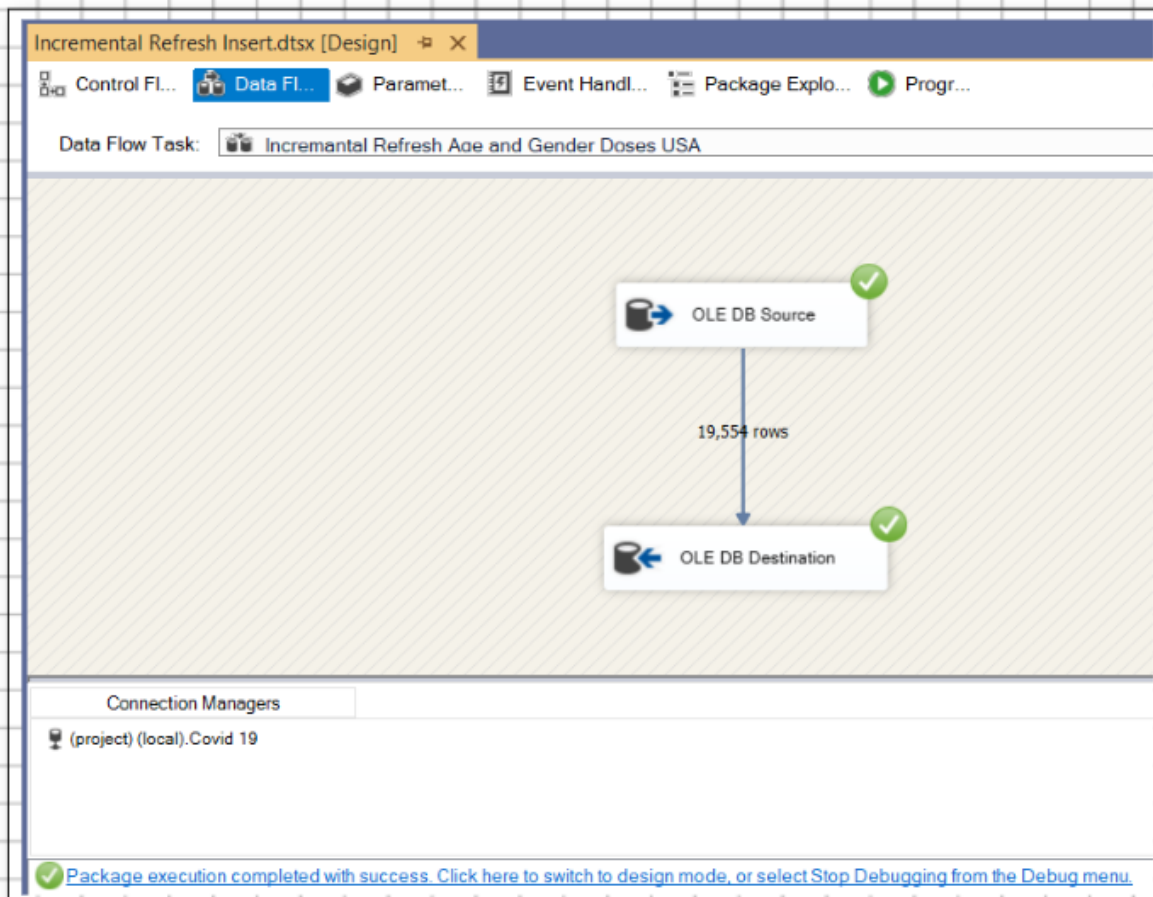 Incremental Refresh Insert.dtsx [Design]
Control Fl... Data Fl... Paramet... Event Handl... Package Explo... Progr...
Data Flow Task: Incremantal Refresh Age and Gender Doses USA
OLE DB Source
19,554 rows
OLE DB Destination
Connection Managers
(project) (local).Covid 19
Package execution completed with success. Click here to switch to design mode, or select Stop Debugging from the Debug menu.